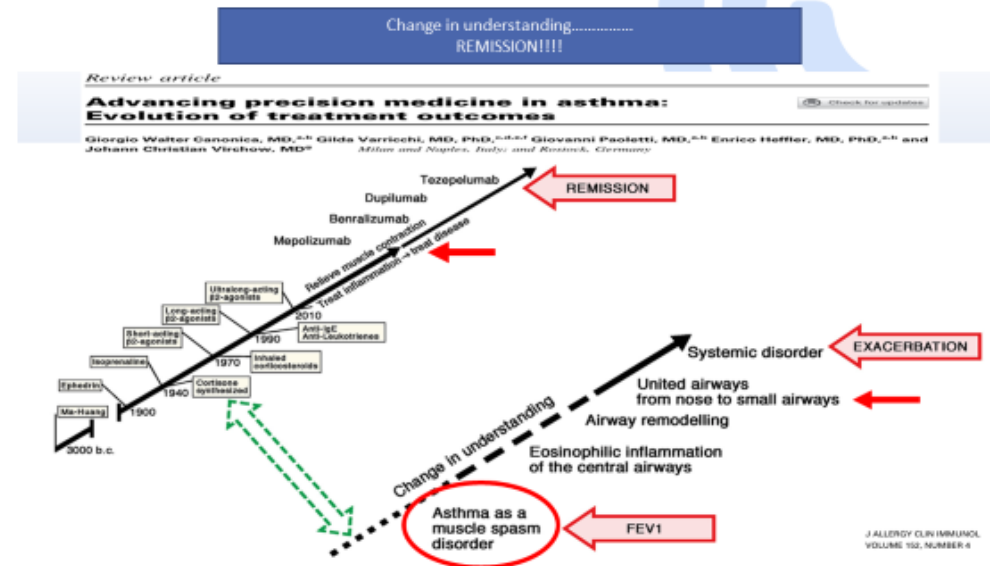 Change in understanding...............
REMISSION!!!!
Review article
Advancing precision medicine in asthma:
Evolution of treatment outcomes
Check for updates
Giorgio Walter Canonica, MD, Gilda Varricchi, MD, PhD, Giovanni Paoletti, MD, Enrico Heffler, MD, PhD, and
Johann Christian Virchow, MD Milan and Naples, Italy; and Rostock, Germany
Tezepelumab
REMISSION
Dupilumab
Benralizumab
Mepolizumab
Relieve muscle contraction
Treat inflammation → treat disease
Ultralong-acting
β2-agonists
2010
Long-acting
β2-agonists
Anti-IgE
Anti-Leukotrienes
1990
Short-acting
β2-agonists
Inhaled
corticosteroids
1970
Isoprenaline
Cortisone
synthesized
1940
Ephedrin
1900
Ma-Huang
3000 b.c.
Systemic disorder
EXACERBATION
United airways
from nose to small airways
Airway remodelling
Change in understanding
Eosinophilic inflammation
of the central airways
Asthma as a
muscle spasm
disorder
FEV1
J ALLERGY CLIN IMMUNOL
VOLUME 152, NUMBER 4